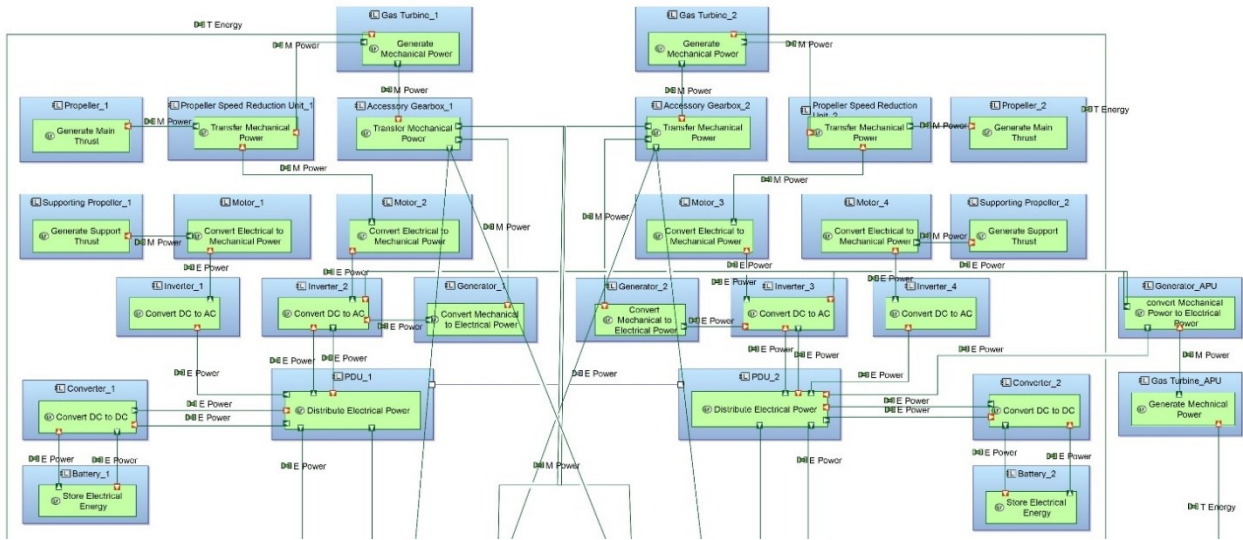 Gas Turbine_1
Gas Turbine_2
T Energy
M Power
M Power
Generate
Mechanical Power
Generate
Mechanical Power
T Energy
M Power
M Power
Propeller_1
Propeller Speed Reduction Unit_1
Accessory Gearbox_1
Accessory Gearbox_2
Propeller Speed Reduction
Unit_2
Propeller_2
Generate Main
Thrust
M Power
Transfer Mechanical
Power
Transfer Mechanical
Power
Transfer Mechanical
Power
Transfer Mechanical
Power
M Power
Generate Main
Thrust
M Power
M Power
M Power
M Power
Supporting Propeller_1
Motor_1
Motor_2
Motor_3
Motor_4
Supporting Propeller_2
Generate Support
Thrust
M Power
Convert Electrical to
Mechanical Power
Convert Electrical to
Mechanical Power
Convert Electrical to
Mechanical Power
Convert Electrical to
Mechanical Power
M Power
Generate Support
Thrust
E Power
E Power
E Power
E Power
Inverter_1
Inverter_2
Generator_1
Generator_2
Inverter_3
Inverter_4
Generator_APU
Convert DC to AC
Convert DC to AC
E Power
Convert Mechanical
to Electrical Power
Convert
Mechanical to
Electrical Power
M Power
Convert DC to AC
Convert DC to AC
convert Mechanical
Power to Electrical
Power
E Power
E Power
E Power
E Power
E Power
E Power
E Power
M Power
Converter_1
PDU_1
E Power
PDU_2
Converter_2
Gas Turbine_APU
Convert DC to DC
E Power
E Power
Distribute Electrical Power
Distribute Electrical Power
E Power
E Power
Convert DC to DC
Generate Mechnical
Power
E Power
E Power
M Power
E Power
E Power
Battery_1
Battery_2
Store Electrical
Energy
Store Electrical
Energy
T Energy